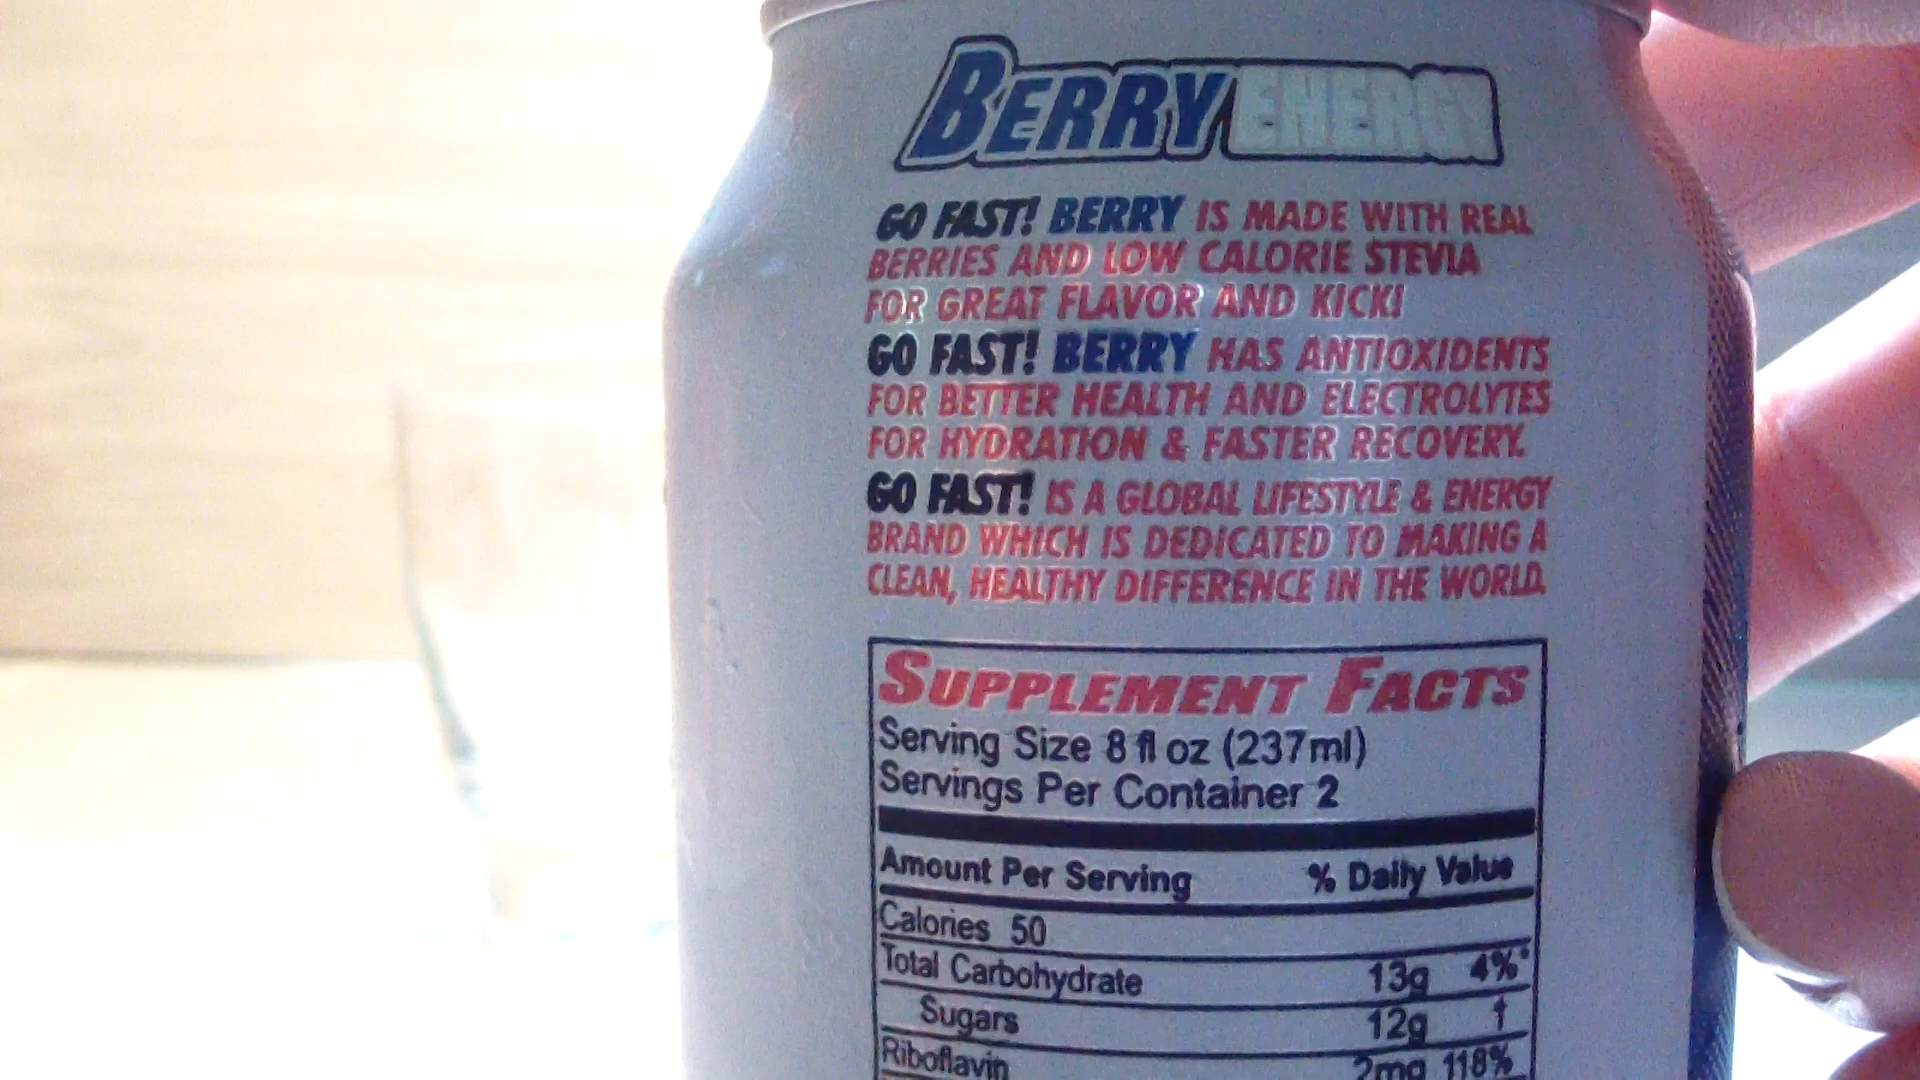 BERRY ENERGY
GO FAST! BERRY IS MADE WITH REAL
BERRIES AND LOW CALORIE STEVIA
FOR GREAT FLAVOR AND KICK!
GO FAST! BERRY HAS ANTIOXIDENTS
FOR BETTER HEALTH AND ELECTROLYTES
FOR HYDRATION & FASTER RECOVERY.
GO FAST! IS A GLOBAL LIFESTYLE & ENERGY
BRAND WHICH IS DEDICATED TO MAKING A
CLEAN, HEALTHY DIFFERENCE IN THE WORLD.
SUPPLEMENT FACTS
Serving Size 8 fl oz (237ml)
Servings Per Container 2
Amount Per Serving % Daily Value
Calories 50
Total Carbohydrate 13g 4%*
Sugars 12g †
Riboflavin 2mg 118%